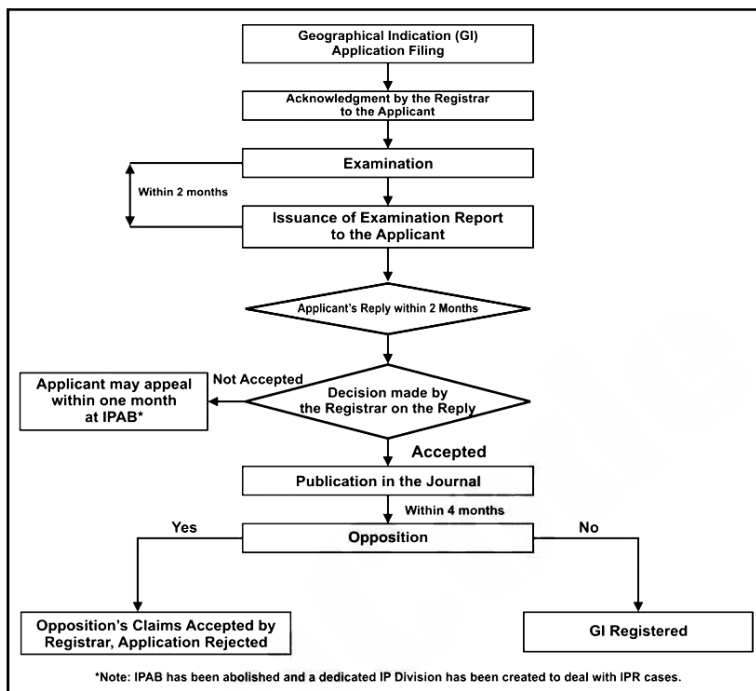 Geographical Indication (GI)
Application Filing
Acknowledgment by the Registrar
to the Applicant
Examination
Within 2 months
Issuance of Examination Report
to the Applicant
Applicant's Reply within 2 Months
Decision made by
the Registrar on the Reply
Not Accepted
Applicant may appeal
within one month
at IPAB*
Accepted
Publication in the Journal
Within 4 months
Opposition
Yes
No
Opposition's Claims Accepted by
Registrar, Application Rejected
GI Registered
*Note: IPAB has been abolished and a dedicated IP Division has been created to deal with IPR cases.